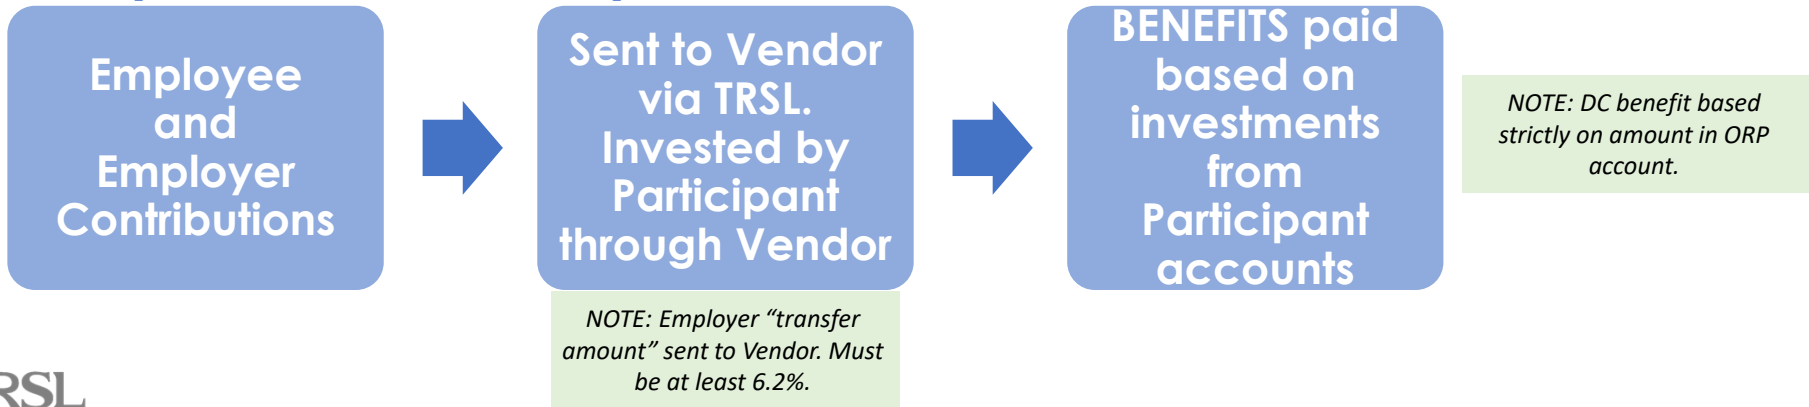 Employee
and
Employer
Contributions
Sent to Vendor
via TRSL.
Invested by
Participant
through Vendor
NOTE: Employer “transfer
amount” sent to Vendor. Must
be at least 6.2%.
BENEFITS paid
based on
investments
from
Participant
accounts
NOTE: DC benefit based
strictly on amount in ORP
account.
RSL